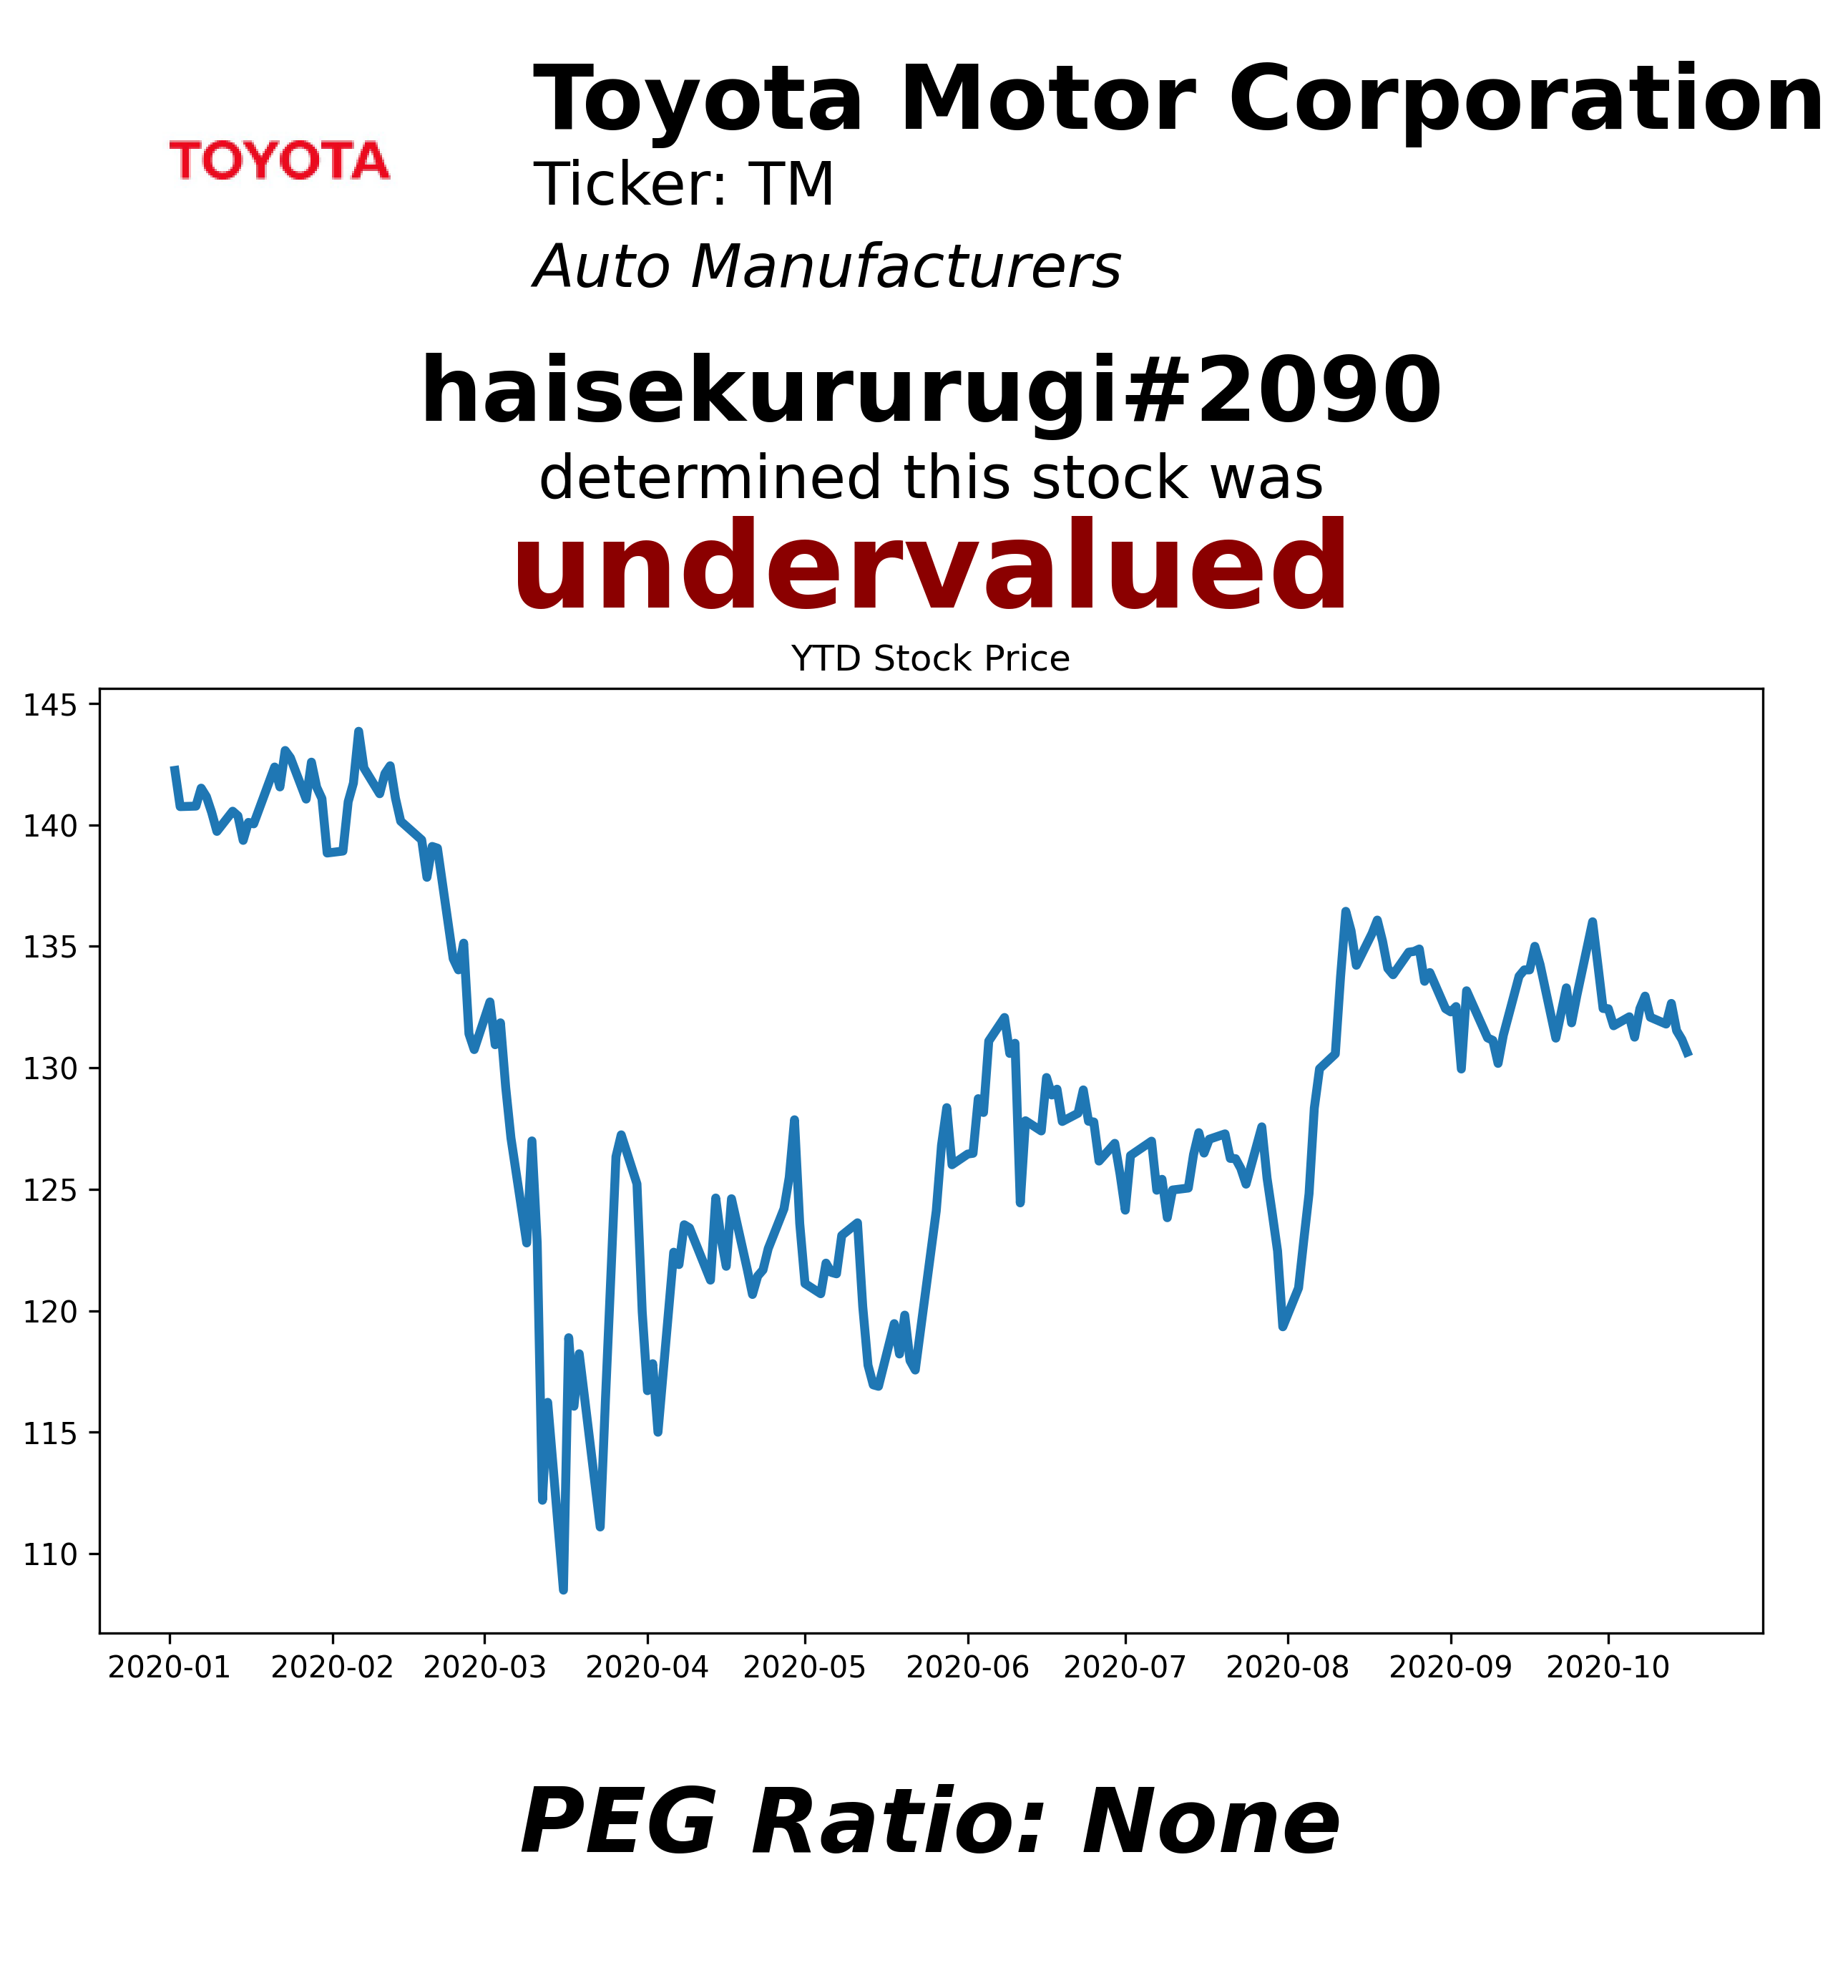 TOYOTA
Toyota Motor Corporation
Ticker: TM
Auto Manufacturers
haisekururugi#2090
determined this stock was
undervalued
YTD Stock Price
145
140
135
130
125
120
115
110
2020-01 2020-02 2020-03 2020-04 2020-05 2020-06 2020-07 2020-08 2020-09 2020-10
PEG Ratio: None